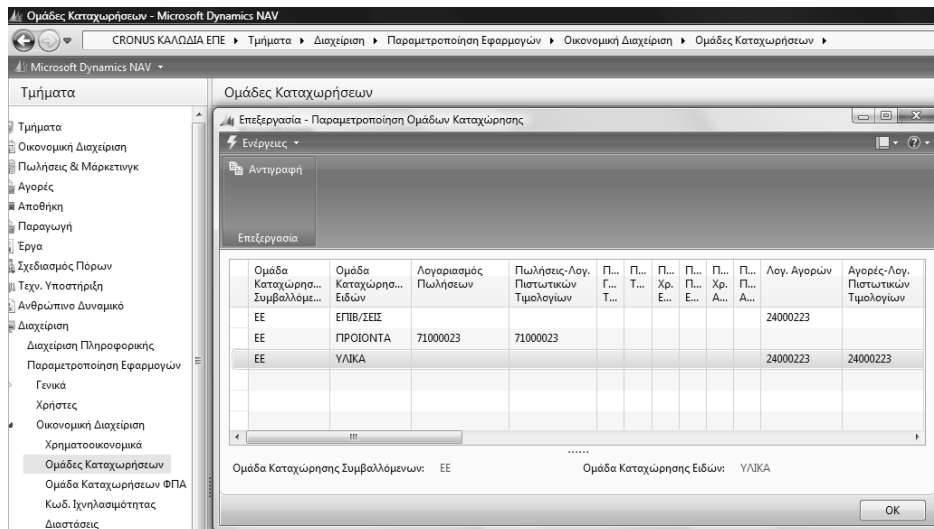 Ομάδες Καταχωρήσεων - Microsoft Dynamics NAV
CRONUS ΚΑΛΩΔΙΑ ΕΠΕ ▸ Τμήματα ▸ Διαχείριση ▸ Παραμετροποίηση Εφαρμογών ▸ Οικονομική Διαχείριση ▸ Ομάδες Καταχωρήσεων ▸
Microsoft Dynamics NAV
Τμήματα
Ομάδες Καταχωρήσεων
Τμήματα
Οικονομική Διαχείριση
Πωλήσεις & Μάρκετινγκ
Αγορές
Αποθήκη
Παραγωγή
Έργα
Σχεδιασμός Πόρων
Τεχν. Υποστήριξη
Ανθρώπινο Δυναμικό
Διαχείριση
Διαχείριση Πληροφορικής
Παραμετροποίηση Εφαρμογών
Γενικά
Χρήστες
Οικονομική Διαχείριση
Χρηματοοικονομικά
Ομάδες Καταχωρήσεων
Ομάδα Καταχωρήσεων ΦΠΑ
Κωδ. Ιχνηλασιμότητας
Διαστάσεις
Επεξεργασία - Παραμετροποίηση Ομάδων Καταχώρησης
Ενέργειες
Αντιγραφή
Επεξεργασία
Ομάδα Ομάδα Λογαριασμός Πωλήσεις-Λογ. Π... Π... Π... Π... Π... Π... Λογ. Αγορών Αγορές-Λογ.
Καταχώρησ... Καταχώρησ... Πωλήσεων Πιστωτικών Γ... Τ... Χρ. Π... Χρ. Π... Πιστωτικών
Συμβαλλόμε... Ειδών Τιμολογίων Τ... Ε... Ε... Α... Α... Τιμολογίων
ΕΕ ΕΠΙΒ/ΣΕΙΣ 24000223
ΕΕ ΠΡΟΙΟΝΤΑ 71000023 71000023
ΕΕ ΥΛΙΚΑ 24000223 24000223
Ομάδα Καταχώρησης Συμβαλλόμενων: ΕΕ Ομάδα Καταχώρησης Ειδών: ΥΛΙΚΑ
OK